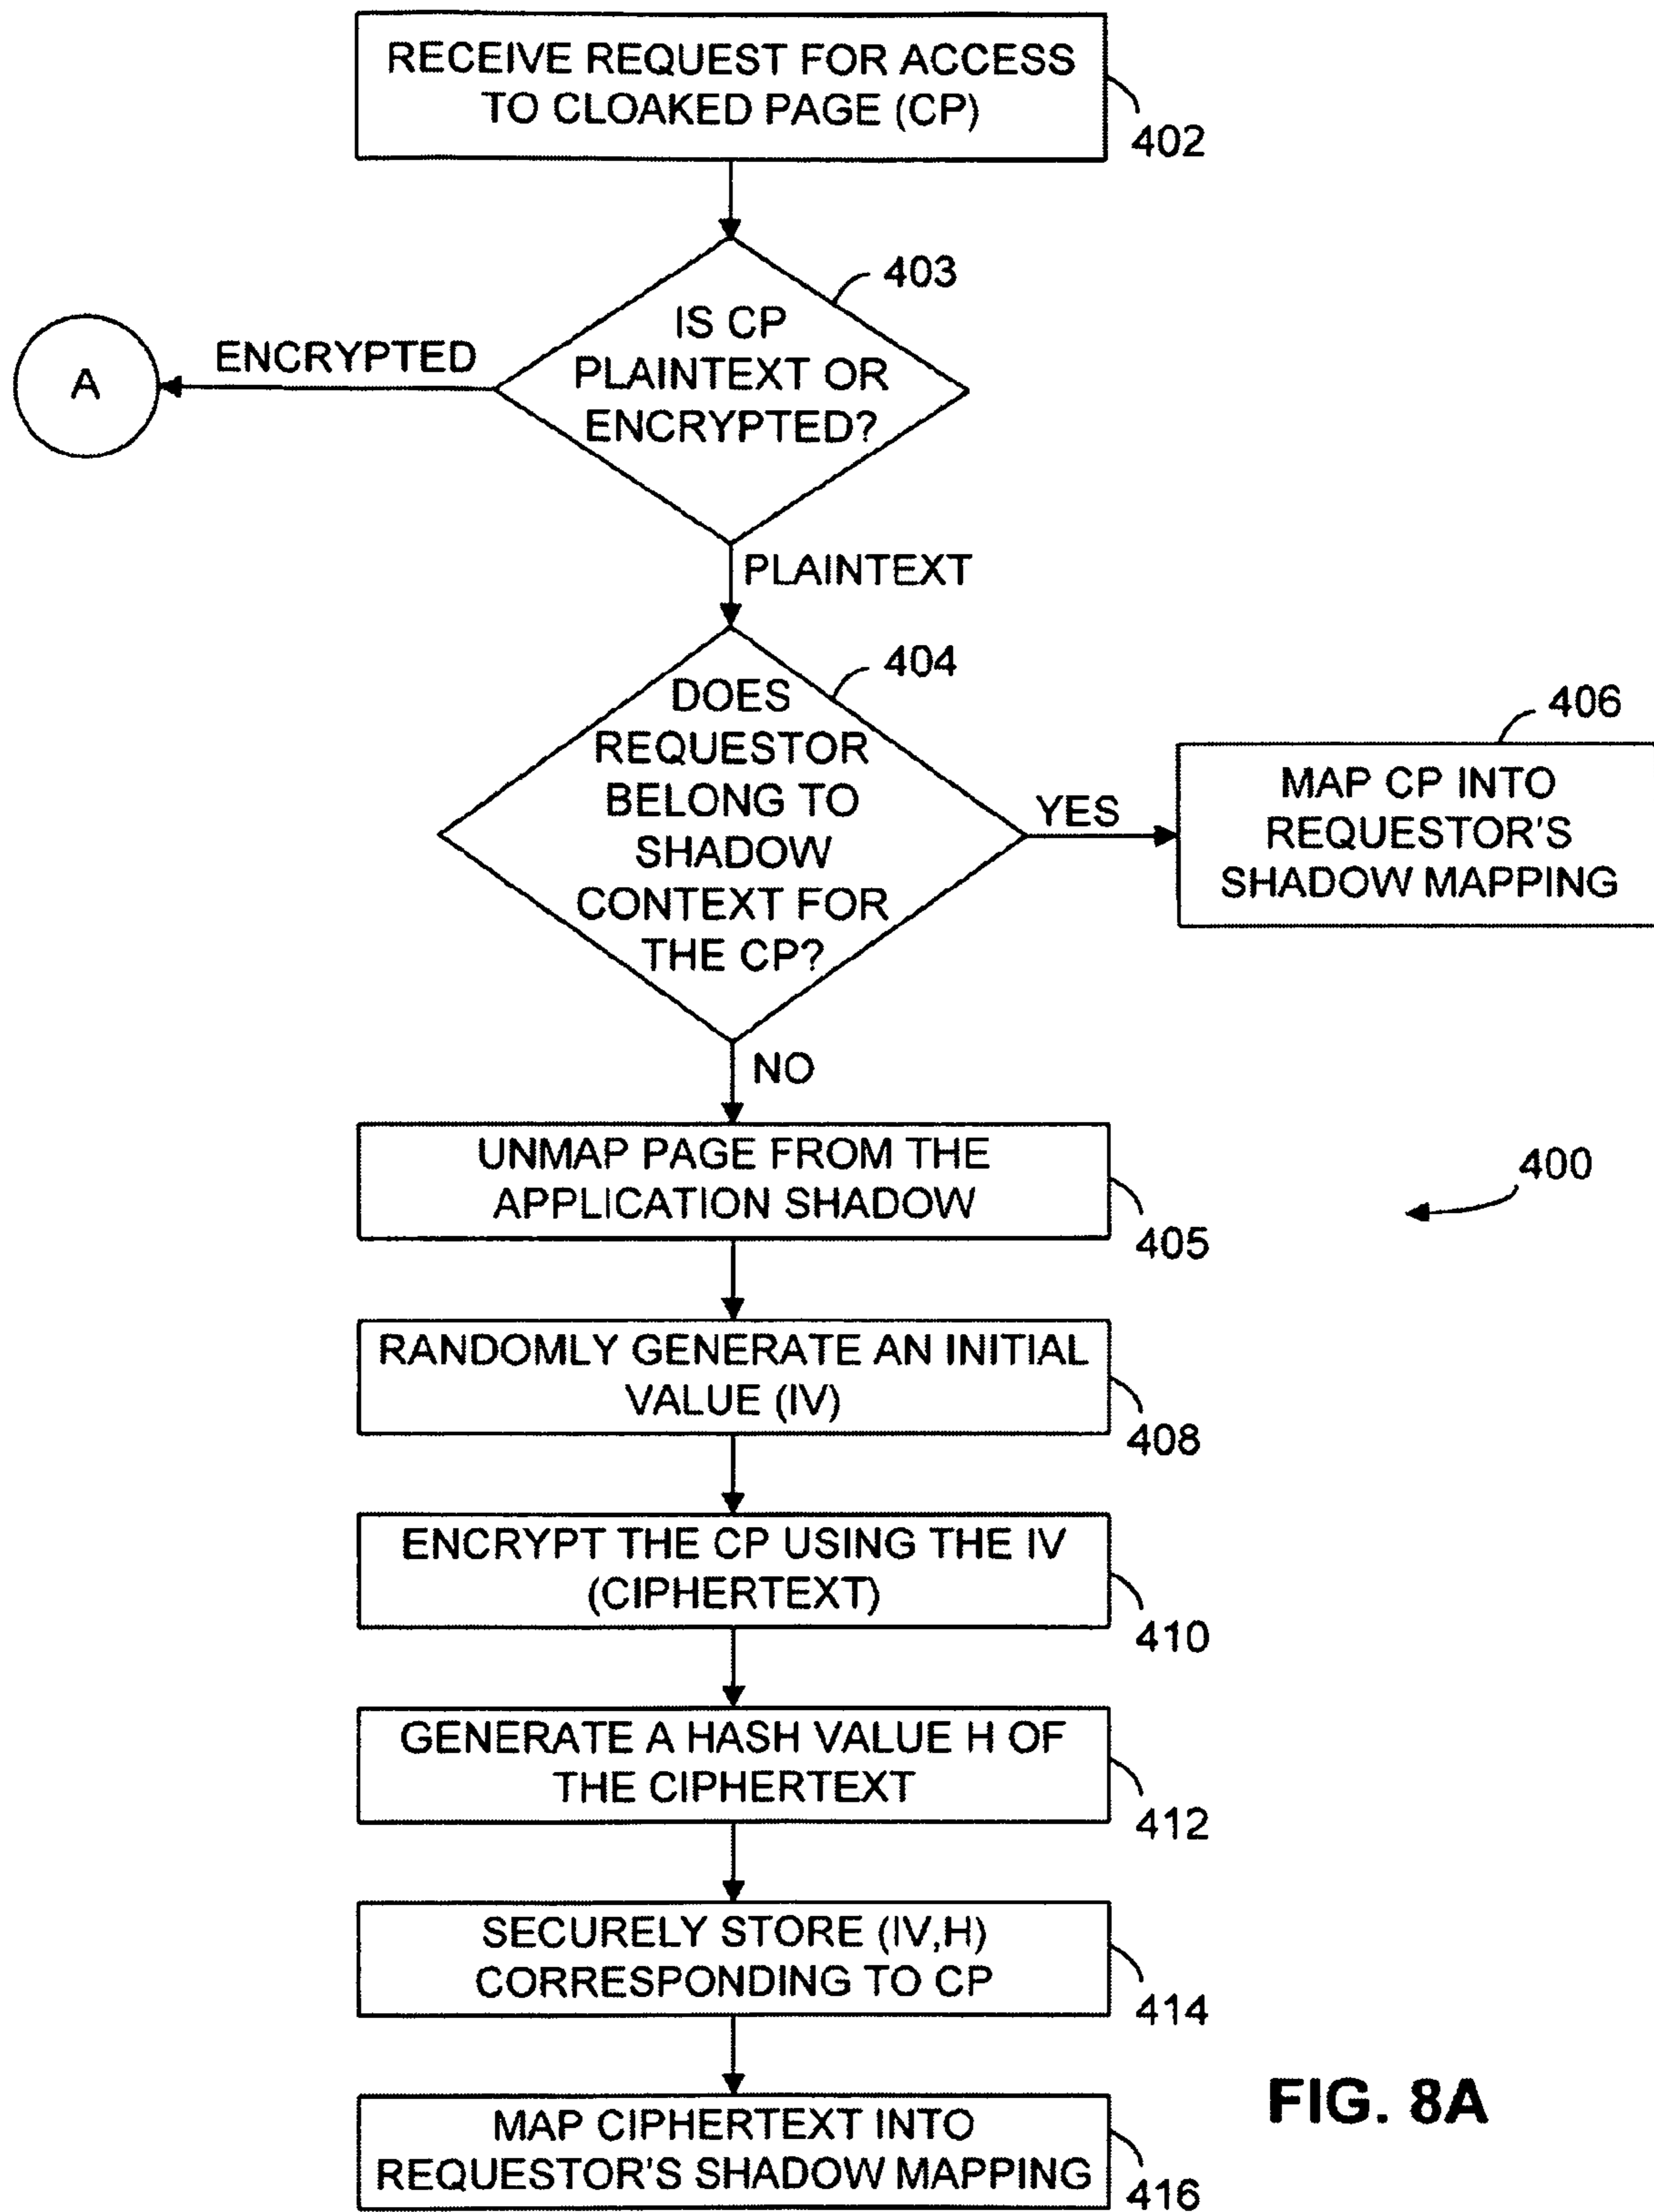 RECEIVE REQUEST FOR ACCESS
TO CLOAKED PAGE (CP)
402
403
IS CP
PLAINTEXT OR
ENCRYPTED?
ENCRYPTED
A
PLAINTEXT
404
DOES
REQUESTOR
BELONG TO
SHADOW
CONTEXT FOR
THE CP?
YES
406
MAP CP INTO
REQUESTOR'S
SHADOW MAPPING
NO
UNMAP PAGE FROM THE
APPLICATION SHADOW
405
400
RANDOMLY GENERATE AN INITIAL
VALUE (IV)
408
ENCRYPT THE CP USING THE IV
(CIPHERTEXT)
410
GENERATE A HASH VALUE H OF
THE CIPHERTEXT
412
SECURELY STORE (IV,H)
CORRESPONDING TO CP
414
MAP CIPHERTEXT INTO
REQUESTOR'S SHADOW MAPPING
416
FIG. 8A